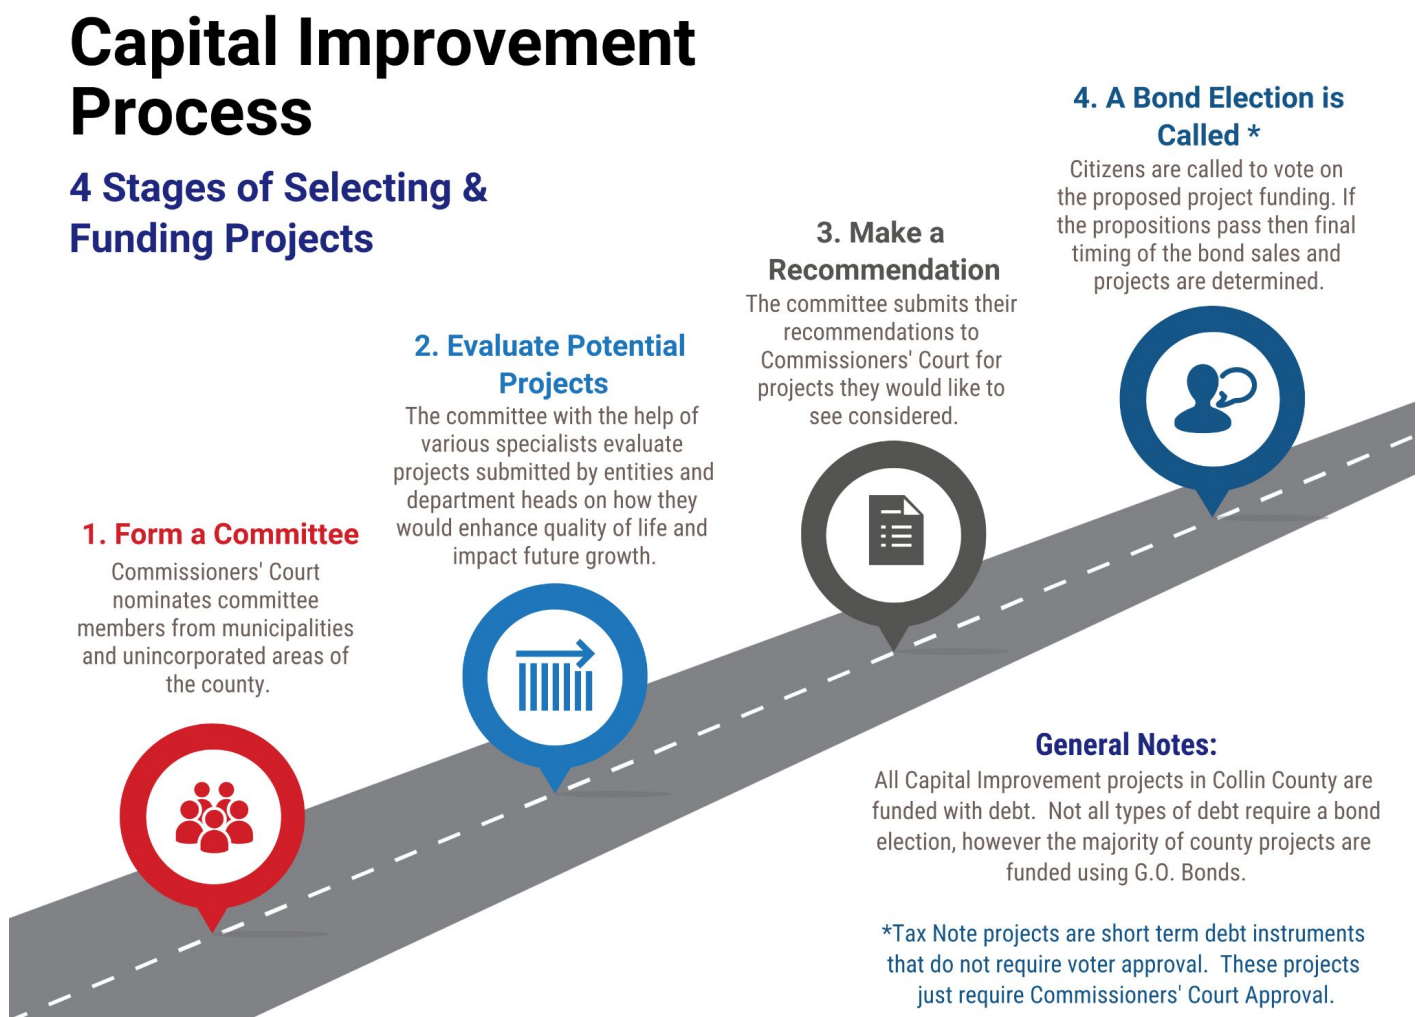 Capital Improvement
Process
4 Stages of Selecting &
Funding Projects
1. Form a Committee
Commissioners' Court
nominates committee
members from municipalities
and unincorporated areas of
the county.
2. Evaluate Potential
Projects
The committee with the help of
various specialists evaluate
projects submitted by entities and
department heads on how they
would enhance quality of life and
impact future growth.
3. Make a
Recommendation
The committee submits their
recommendations to
Commissioners' Court for
projects they would like to
see considered.
4. A Bond Election is
Called *
Citizens are called to vote on
the proposed project funding. If
the propositions pass then final
timing of the bond sales and
projects are determined.
General Notes:
All Capital Improvement projects in Collin County are
funded with debt.  Not all types of debt require a bond
election, however the majority of county projects are
funded using G.O. Bonds.
*Tax Note projects are short term debt instruments
that do not require voter approval.  These projects
just require Commissioners' Court Approval.